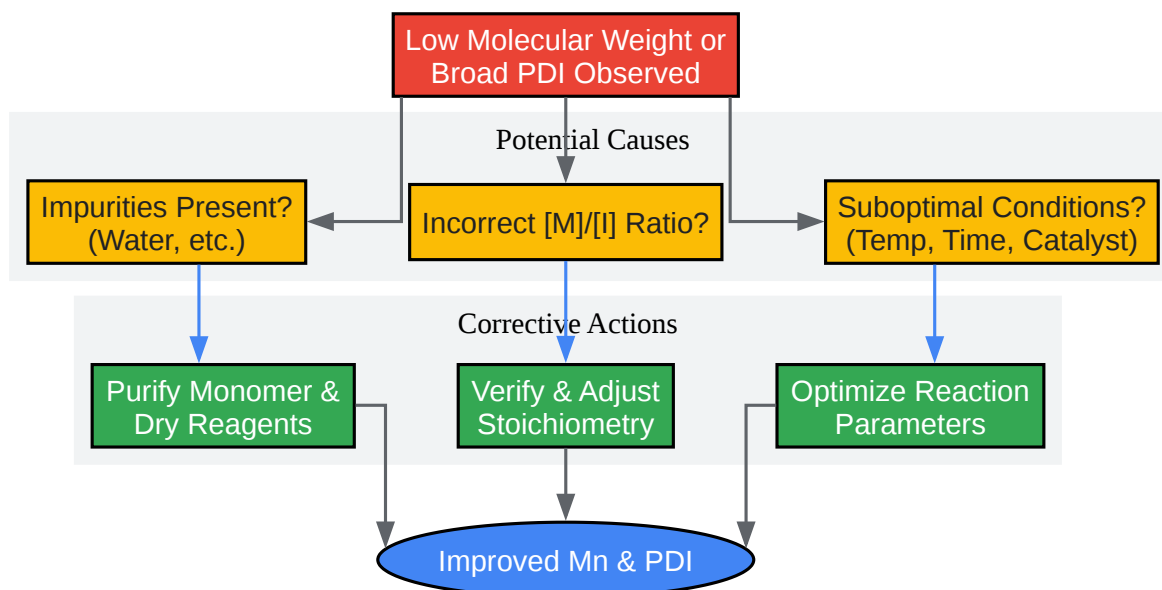 Low Molecular Weight or
Broad PDI Observed
Potential Causes
Impurities Present?
(Water, etc.)
Incorrect [M]/[I] Ratio?
Suboptimal Conditions?
(Temp, Time, Catalyst)
Corrective Actions
Purify Monomer &
Dry Reagents
Verify & Adjust
Stoichiometry
Optimize Reaction
Parameters
Improved Mn & PDI